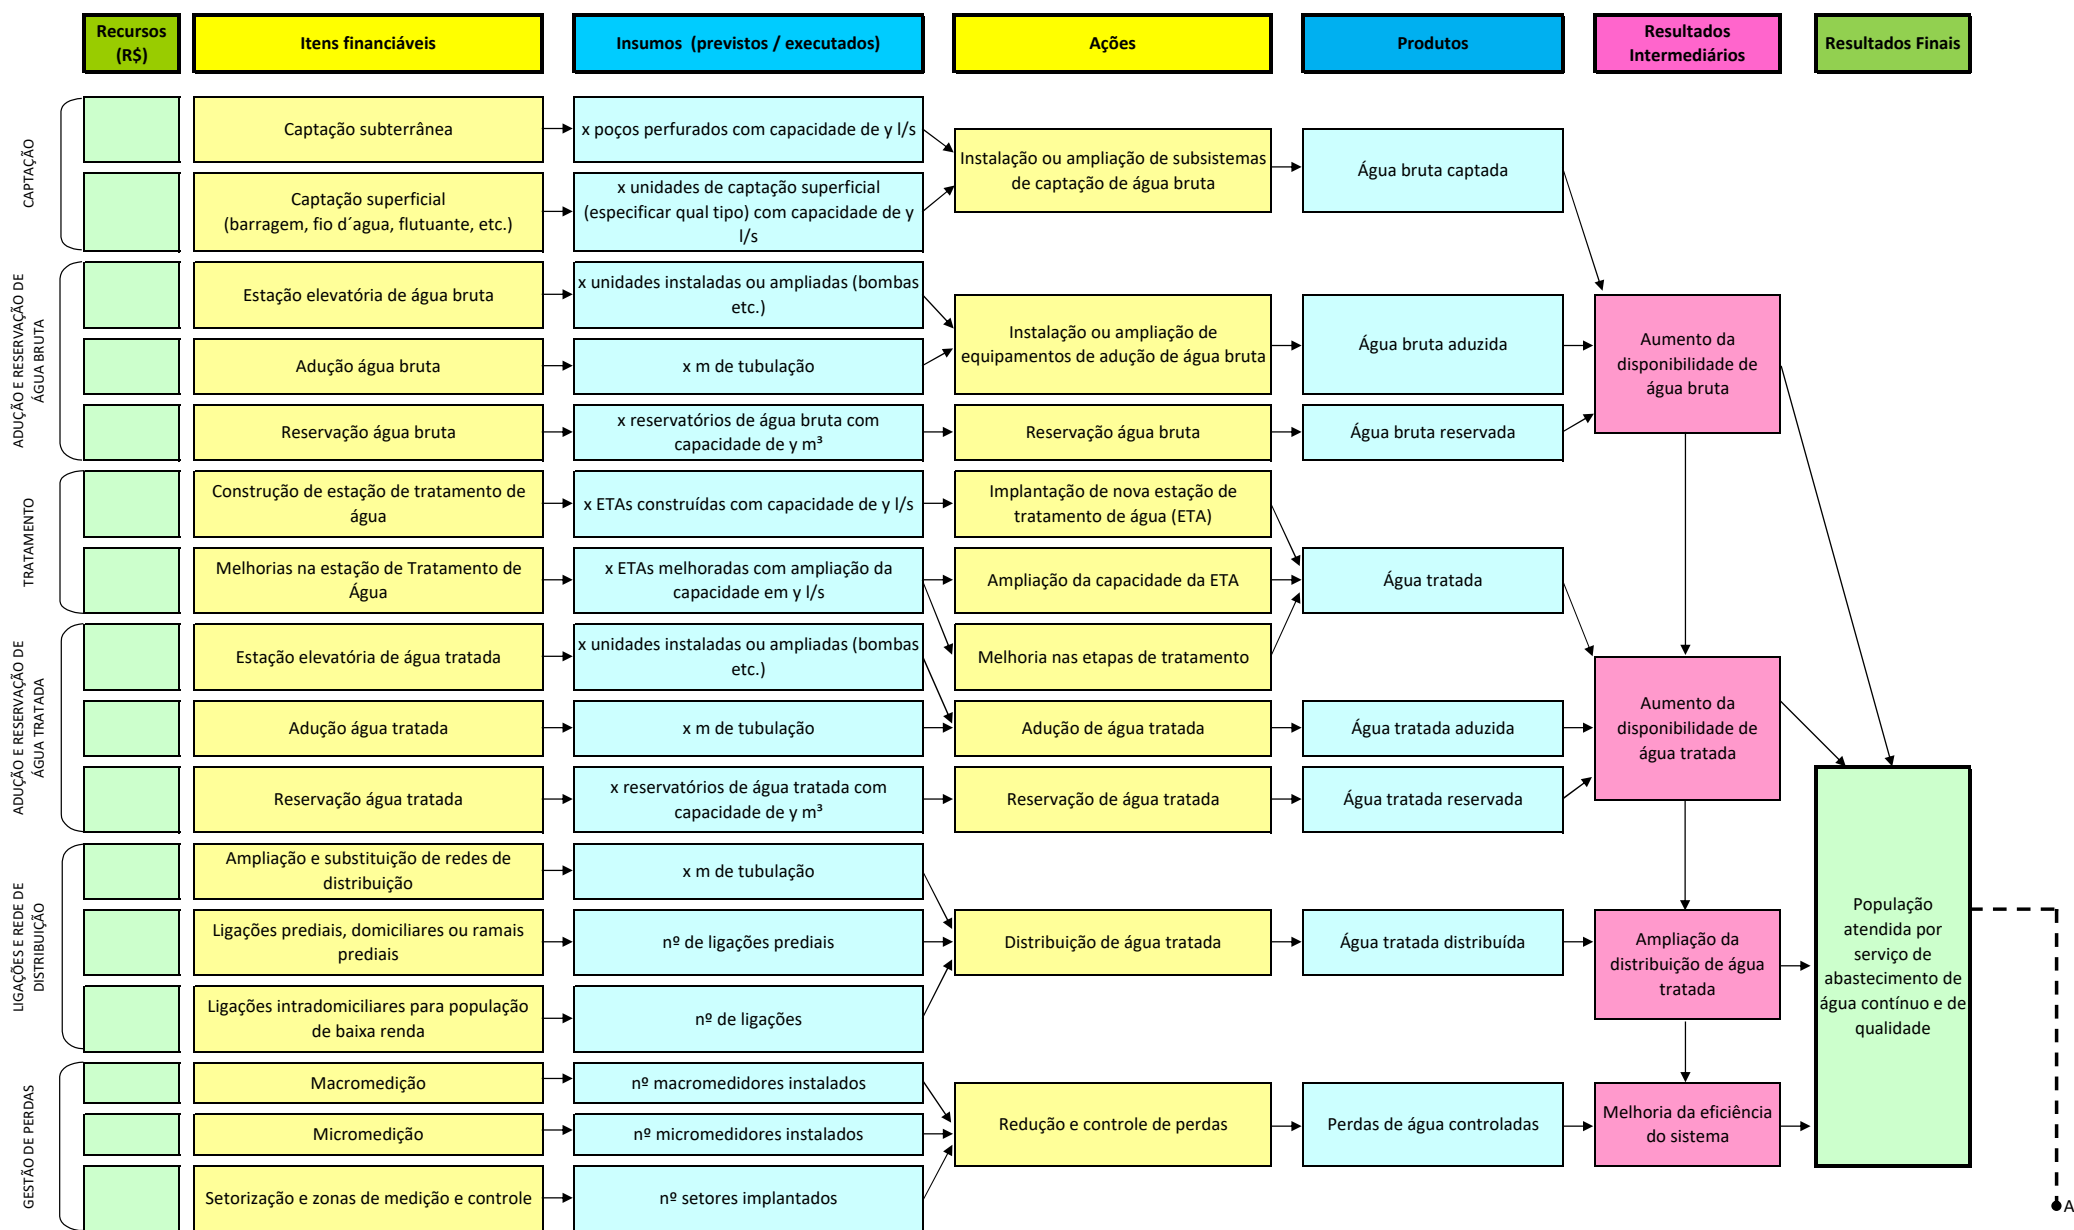 Recursos
(R$)
Itens financiáveis
Insumos (previstos / executados)
Ações
Produtos
Resultados
Intermediários
Resultados Finais
CAPTAÇÃO
Captação subterrânea
x poços perfurados com capacidade de y l/s
Instalação ou ampliação de subsistemas
de captação de água bruta
Água bruta captada
Captação superficial
(barragem, fio d´agua, flutuante, etc.)
x unidades de captação superficial
(especificar qual tipo) com capacidade de y
l/s
ADUÇÃO E RESERVAÇÃO DE
ÁGUA BRUTA
Estação elevatória de água bruta
x unidades instaladas ou ampliadas (bombas
etc.)
Instalação ou ampliação de
equipamentos de adução de água bruta
Água bruta aduzida
Aumento da
disponibilidade de
água bruta
Adução água bruta
x m de tubulação
Reservação água bruta
x reservatórios de água bruta com
capacidade de y m³
Reservação água bruta
Água bruta reservada
TRATAMENTO
Construção de estação de tratamento de
água
x ETAs construídas com capacidade de y l/s
Implantação de nova estação de
tratamento de água (ETA)
Melhorias na estação de Tratamento de
Água
x ETAs melhoradas com ampliação da
capacidade em y l/s
Ampliação da capacidade da ETA
Água tratada
ADUÇÃO E RESERVAÇÃO DE
ÁGUA TRATADA
Estação elevatória de água tratada
x unidades instaladas ou ampliadas (bombas
etc.)
Melhoria nas etapas de tratamento
Aumento da
disponibilidade de
água tratada
Adução água tratada
x m de tubulação
Adução de água tratada
Água tratada aduzida
Reservação água tratada
x reservatórios de água tratada com
capacidade de y m³
Reservação de água tratada
Água tratada reservada
LIGAÇÕES E REDE DE
DISTRIBUIÇÃO
Ampliação e substituição de redes de
distribuição
x m de tubulação
Ligações prediais, domiciliares ou ramais
prediais
nº de ligações prediais
Distribuição de água tratada
Água tratada distribuída
Ampliação da
distribuição de água
tratada
População
atendida por
serviço de
abastecimento de
água contínuo e de
qualidade
Ligações intradomiciliares para população
de baixa renda
nº de ligações
GESTÃO DE PERDAS
Macromedição
nº macromedidores instalados
Redução e controle de perdas
Perdas de água controladas
Melhoria da eficiência
do sistema
Micromedição
nº micromedidores instalados
Setorização e zonas de medição e controle
nº setores implantados
A